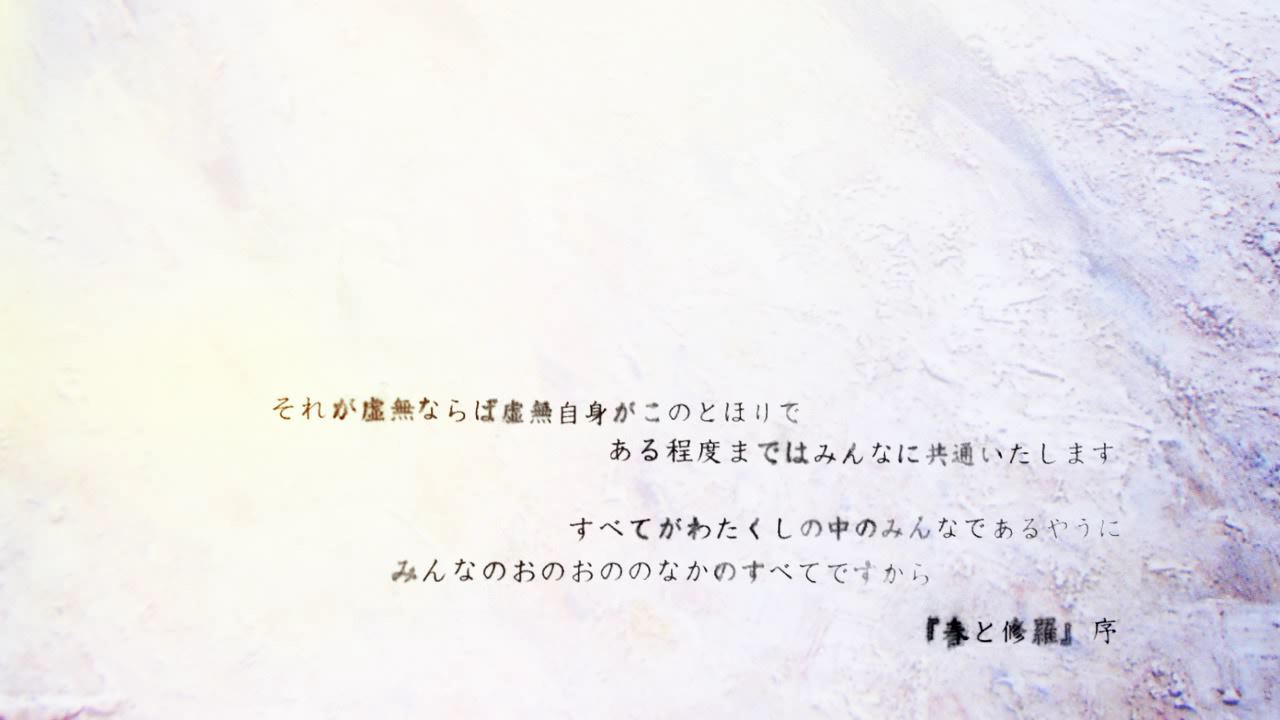 それが虚無ならば虚無自身がこのとほりで
ある程度まではみんなに共通いたします
すべてがわたくしの中のみんなであるやうに
みんなのおのおののなかのすべてですから
『春と修羅』 序